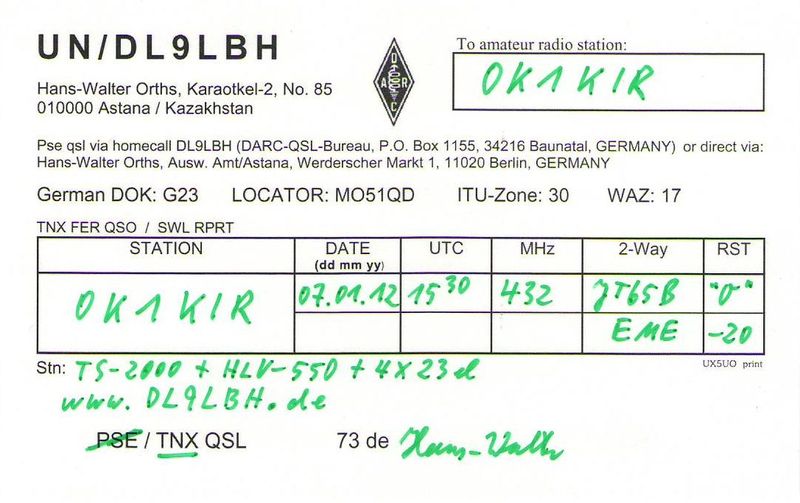 UN/DL9LBH
Hans-Walter Orths, Karaotkel-2, No. 85
010000 Astana / Kazakhstan
D
A R
C
To amateur radio station:
OK1KIR
Pse qsl via homecall DL9LBH (DARC-QSL-Bureau, P.O. Box 1155, 34216 Baunatal, GERMANY) or direct via:
Hans-Walter Orths, Ausw. Amt/Astana, Werderscher Markt 1, 11020 Berlin, GERMANY
German DOK: G23 LOCATOR: MO51QD ITU-Zone: 30 WAZ: 17
TNX FER QSO / SWL RPRT
STATION DATE UTC MHz 2-Way RST
(dd mm yy)
OK1KIR 07.01.12 15 30 432 JT65B "O"
EME -20
Stn: TS-2000 + HLV-550 + 4X23el
UX5UO print
www.DL9LBH.de
PSE / TNX QSL 73 de Hans-Walter